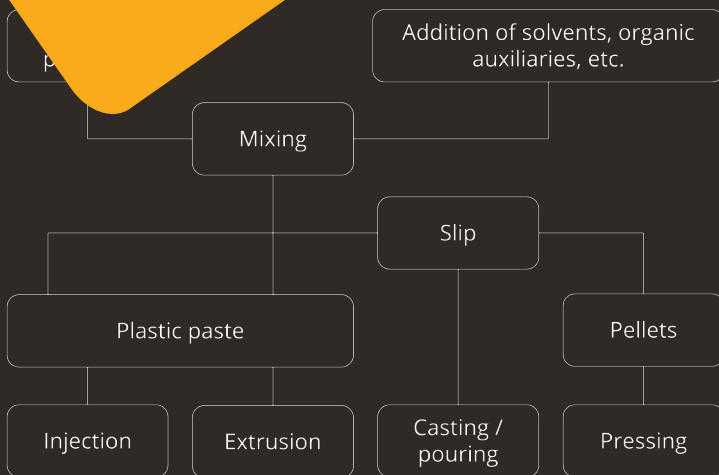 Addition of solvents, organic
auxiliaries, etc.
Mixing
Slip
Plastic paste
Pellets
Injection
Extrusion
Casting /
pouring
Pressing